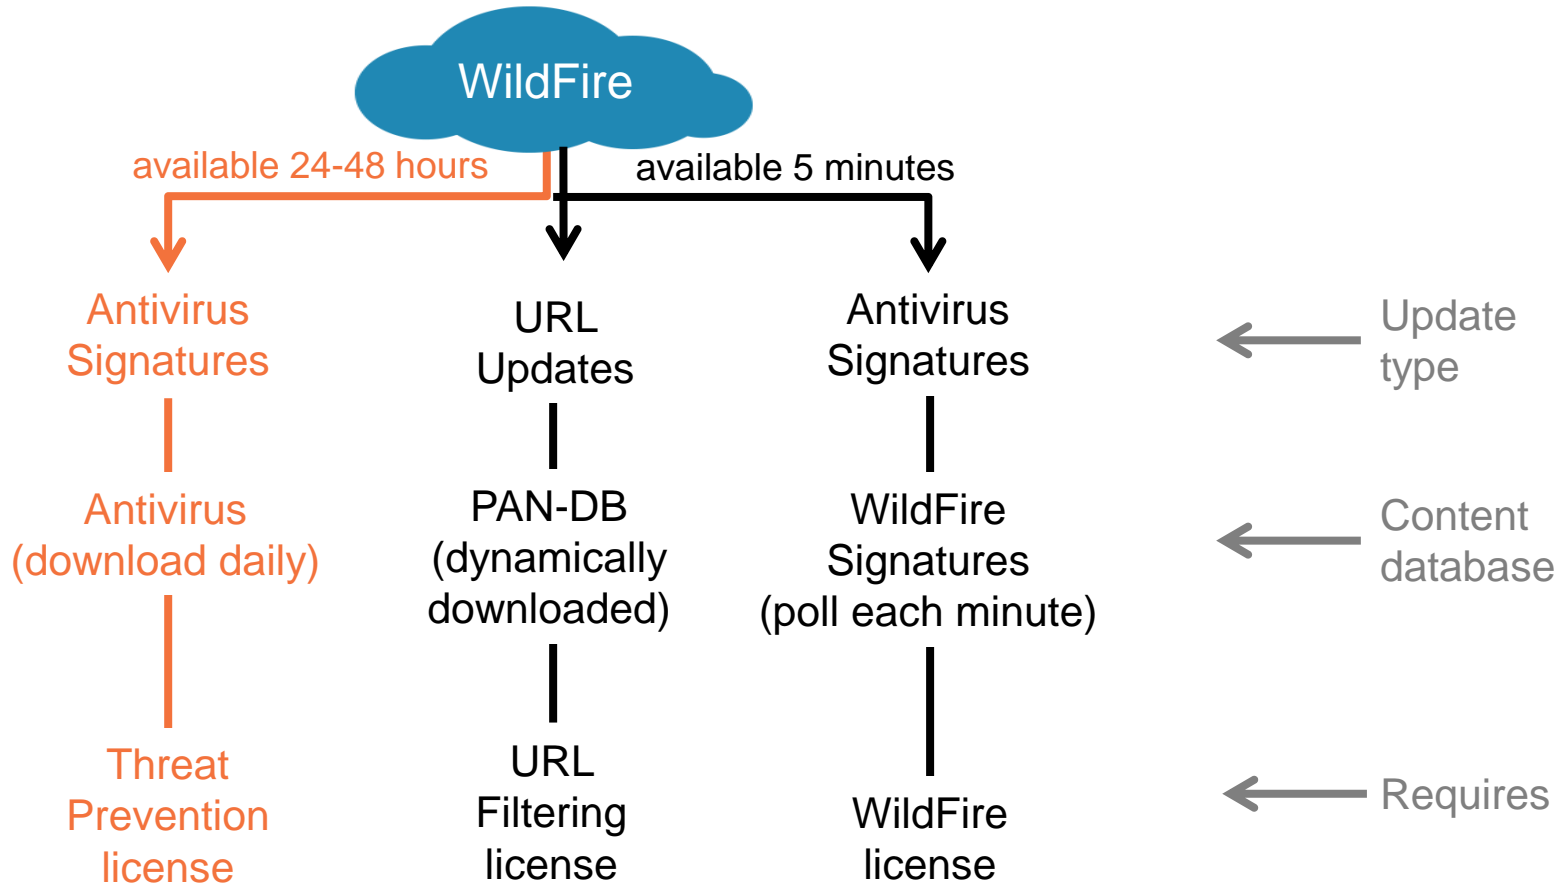 WildFire
available 24-48 hours
available 5 minutes
Antivirus
Signatures
URL
Updates
Antivirus
Signatures
Update
type
Antivirus
(download daily)
PAN-DB
(dynamically
downloaded)
WildFire
Signatures
(poll each minute)
Content
database
Threat
Prevention
license
URL
Filtering
license
WildFire
license
Requires